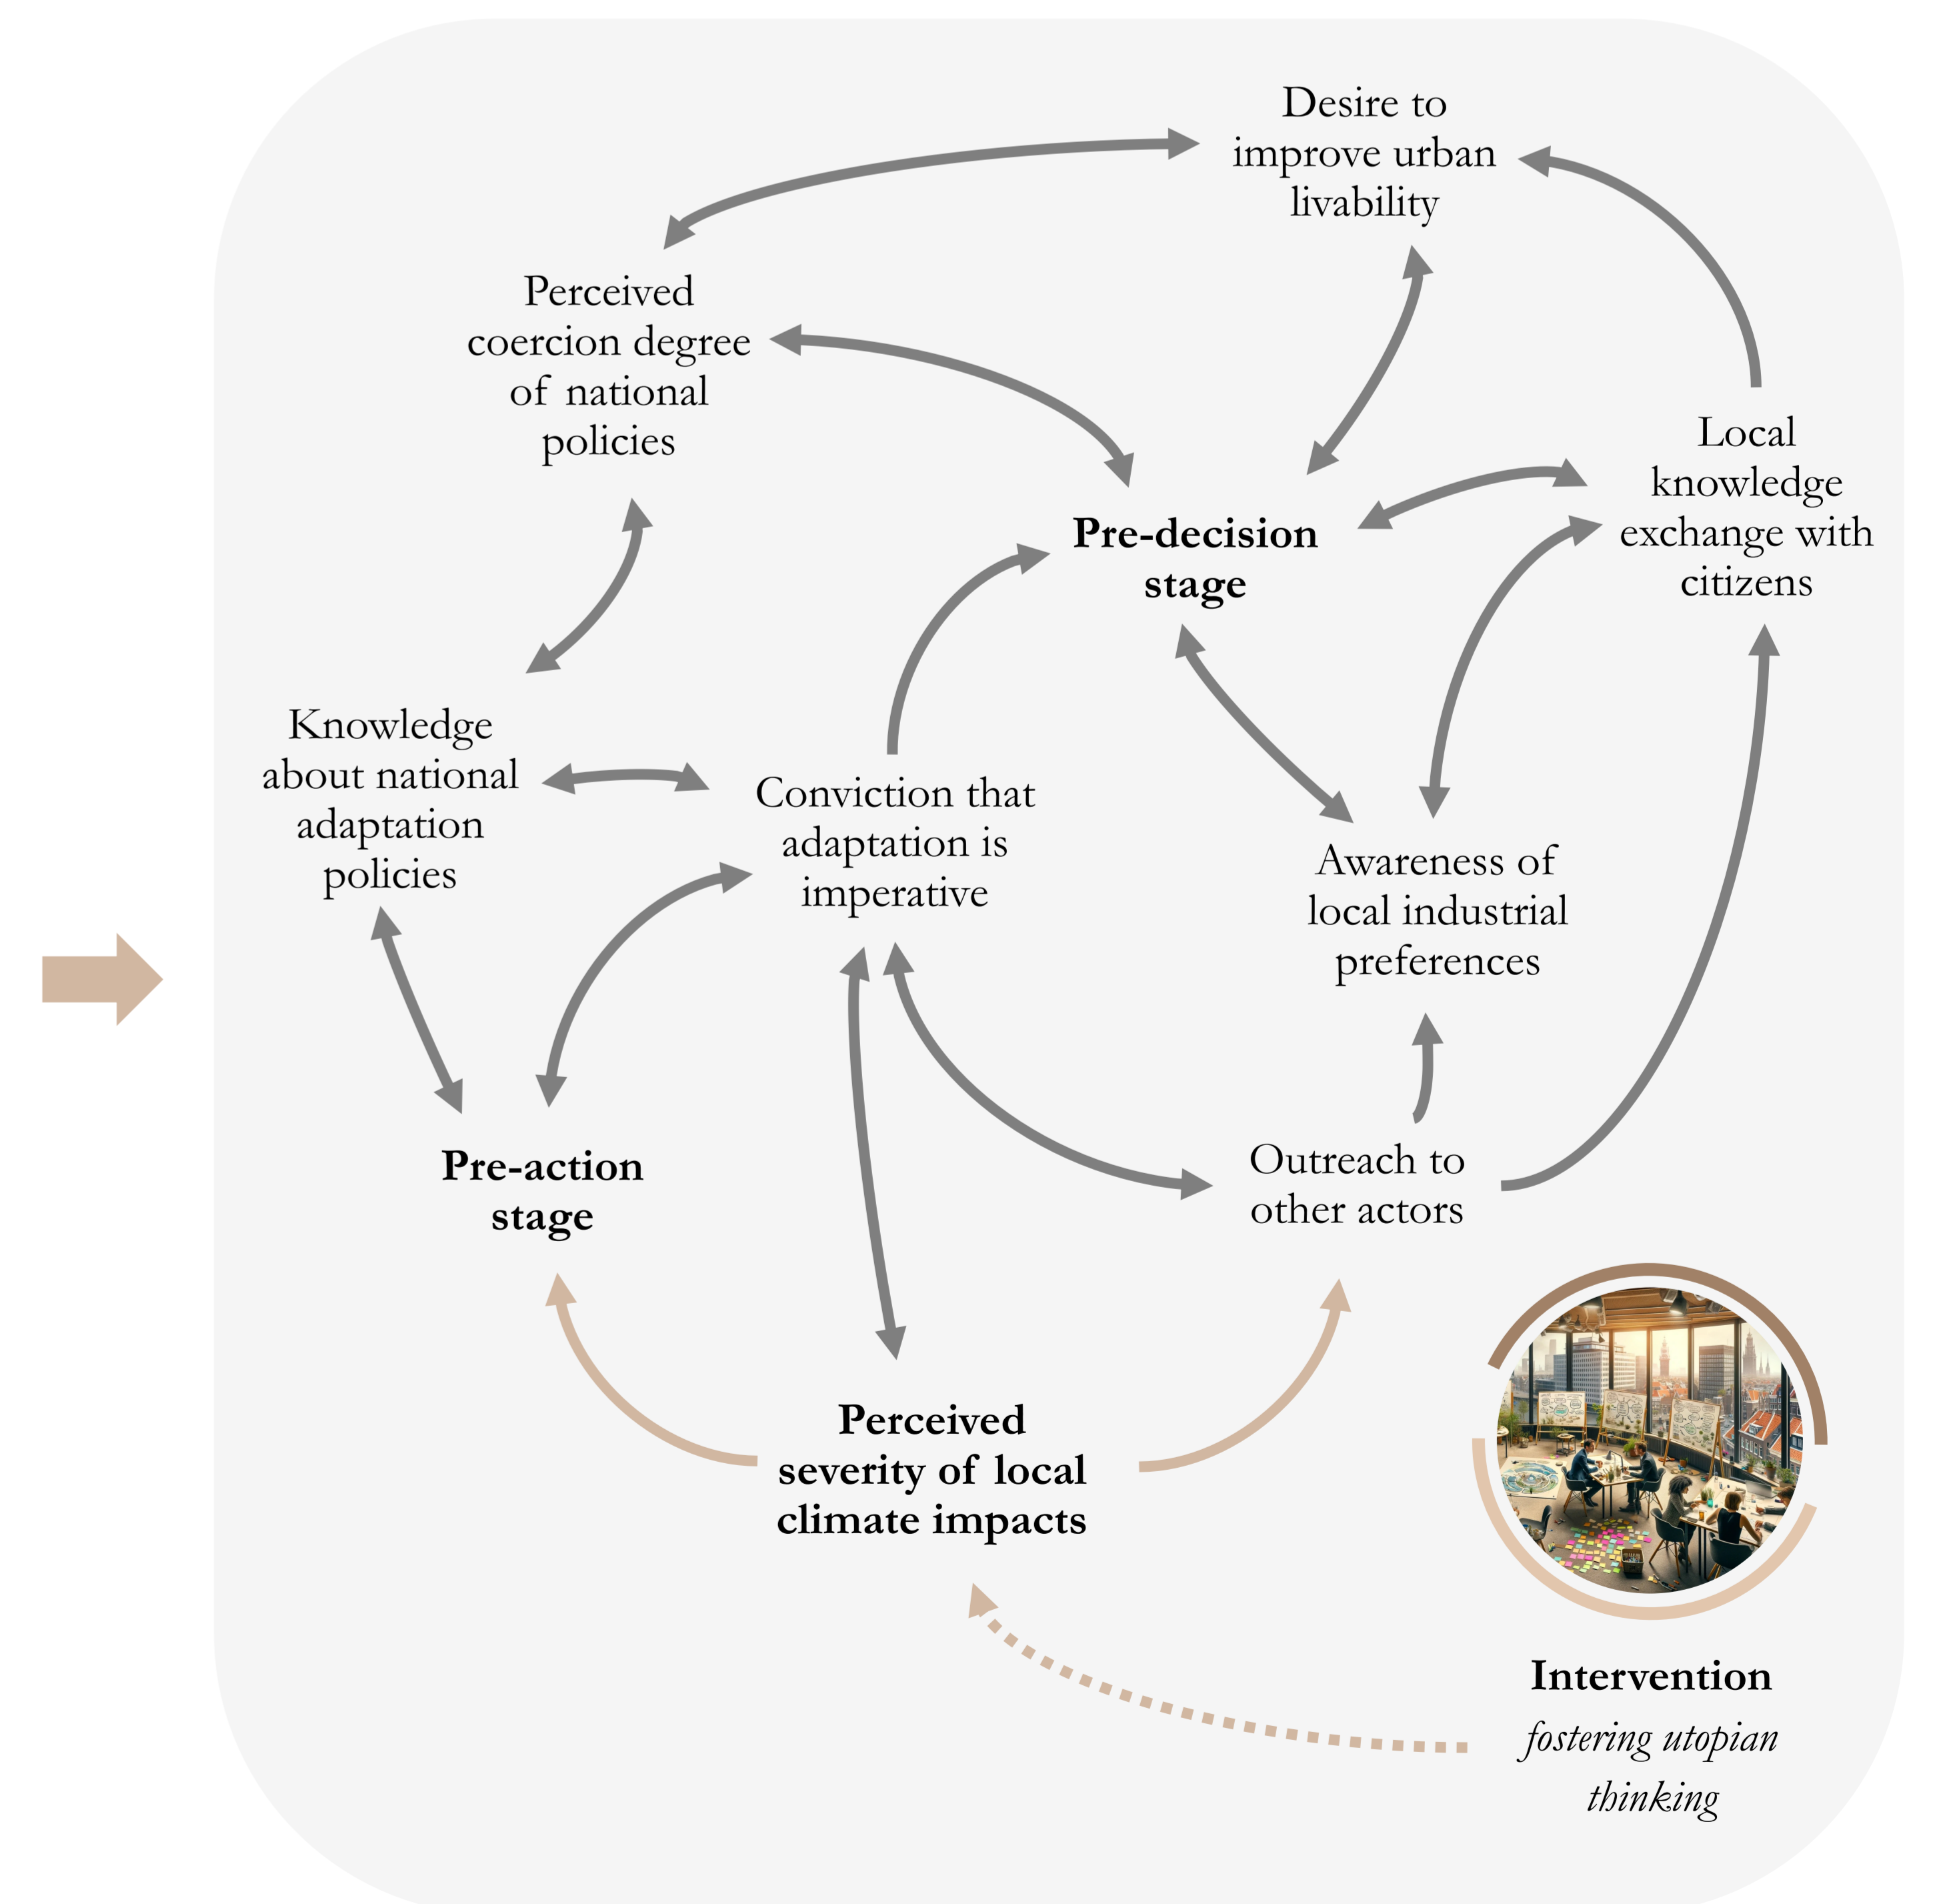 Desire to
improve urban
livability
Perceived
coercion degree
of national
policies
Local
knowledge
exchange with
citizens
Pre-decision
stage
Knowledge
about national
adaptation
policies
Conviction that
adaptation is
imperative
Awareness of
local industrial
preferences
Pre-action
stage
Outreach to
other actors
Perceived
severity of local
climate impacts
Intervention
fostering utopian
thinking